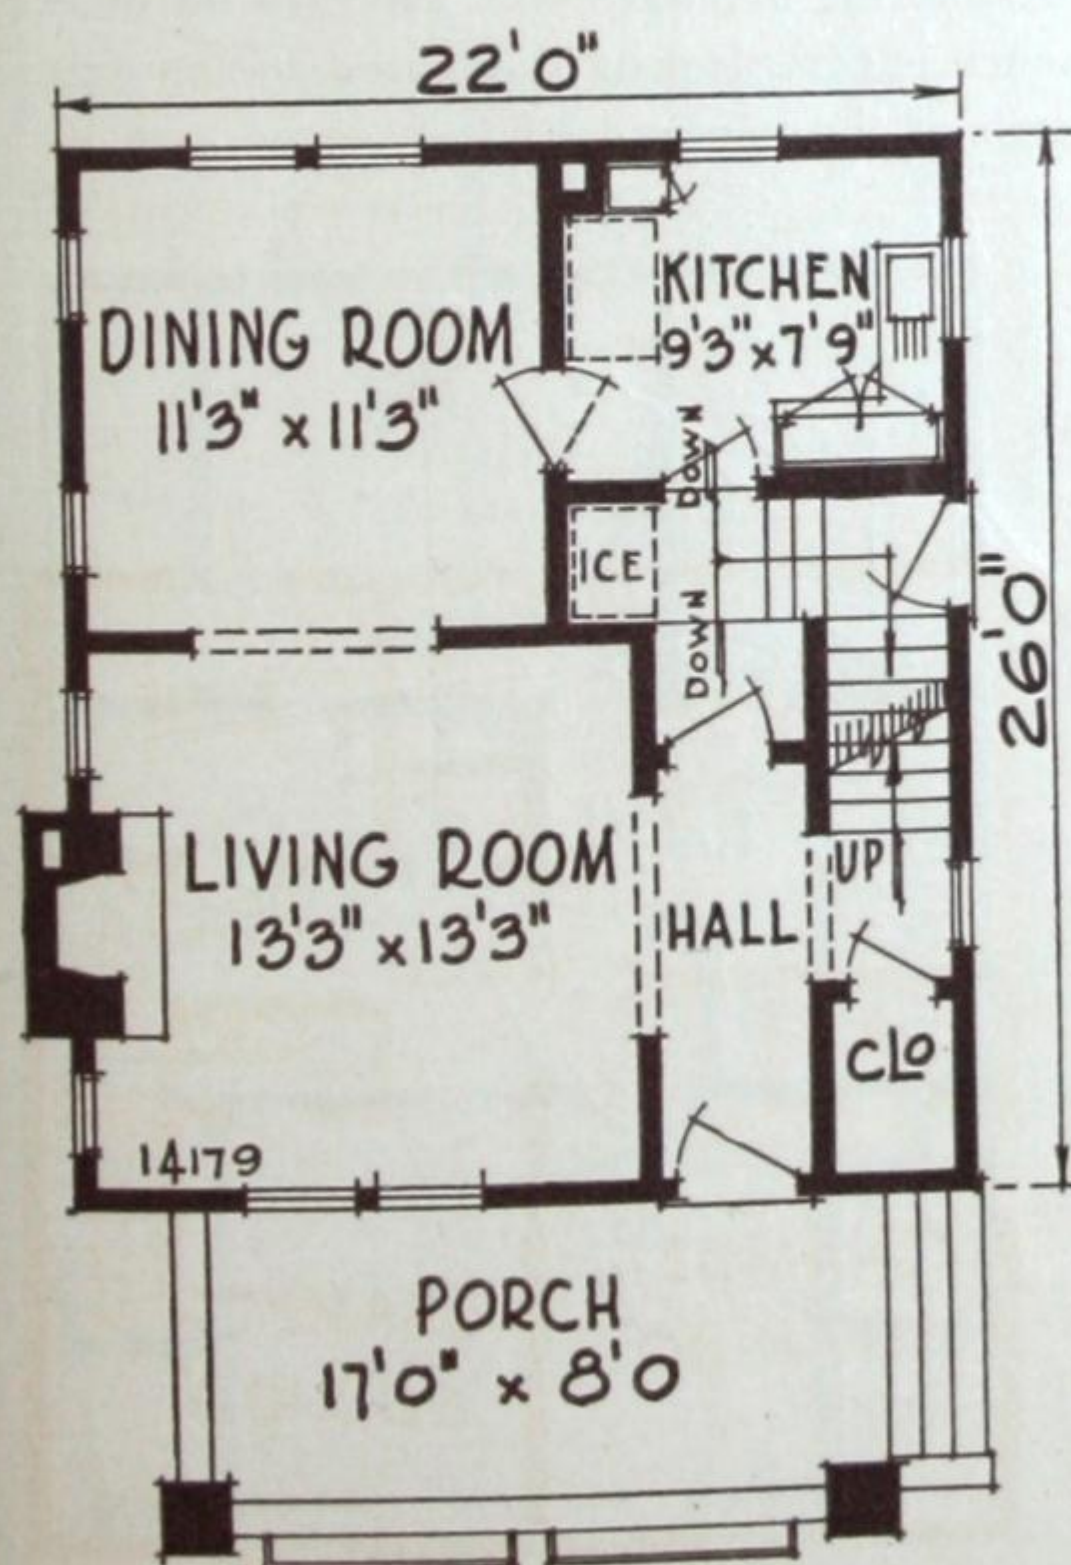 22'0"
KITCHEN
9'3" x 7'9"
DINING ROOM
11'3" x 11'3"
DOWN
ICE
DOWN
26'0"
LIVING ROOM
13'3" x 13'3"
UP
HALL
CLO
14179
PORCH
17'0" x 8'0